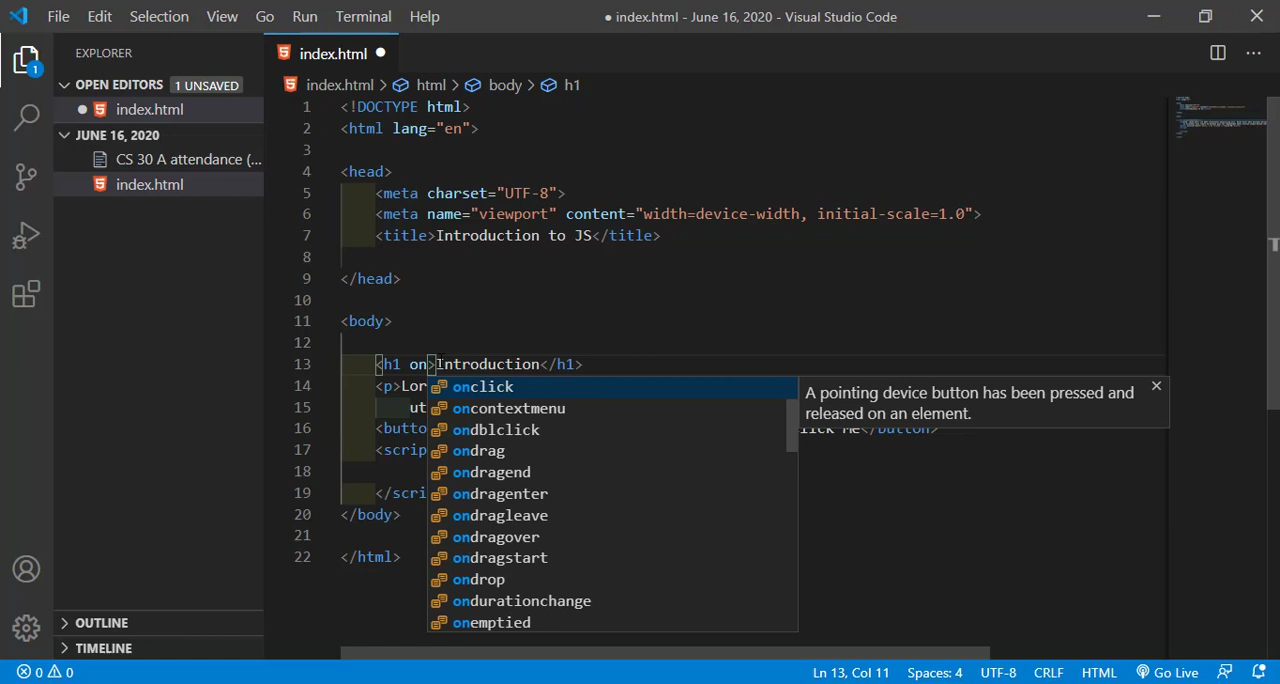 File Edit Selection View Go Run Terminal Help
● index.html - June 16, 2020 - Visual Studio Code
EXPLORER
index.html ●
OPEN EDITORS 1 UNSAVED
index.html > html > body > h1
● index.html
JUNE 16, 2020
CS 30 A attendance (...
index.html
1
1 <!DOCTYPE html>
2 <html lang="en">
3
4 <head>
5 <meta charset="UTF-8">
6 <meta name="viewport" content="width=device-width, initial-scale=1.0">
7 <title>Introduction to JS</title>
8
9 </head>
10
11 <body>
12
13 <h1 on>Introduction</h1>
14 <p>Lor
15 ut
16 <butto
lick Me</button>
17 <scrip
18
19 </scri
20 </body>
21
22 </html>
onclick
oncontextmenu
ondblclick
ondrag
ondragend
ondragenter
ondragleave
ondragover
ondragstart
ondrop
ondurationchange
onemptied
A pointing device button has been pressed and
released on an element.
OUTLINE
TIMELINE
0 0
Ln 13, Col 11 Spaces: 4 UTF-8 CRLF HTML Go Live